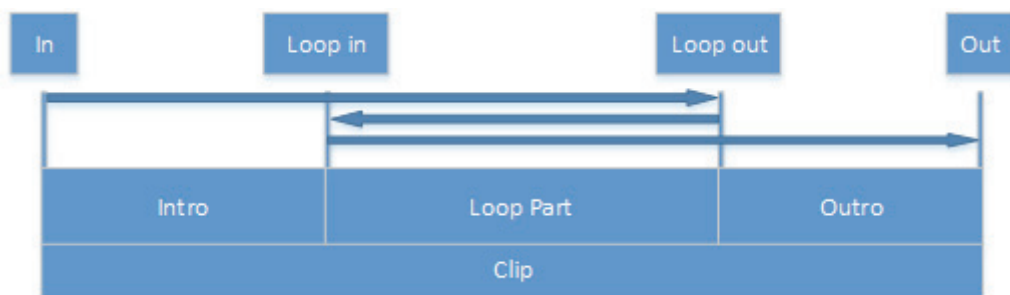 In
Loop in
Loop out
Out
Intro
Loop Part
Outro
Clip